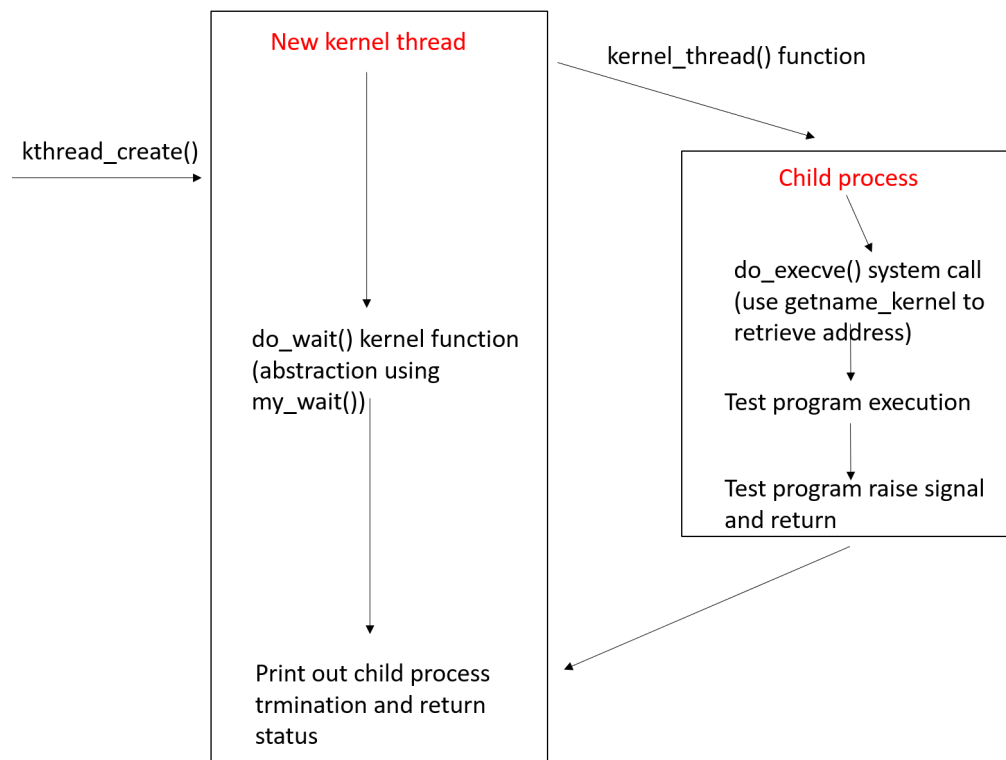 New kernel thread
kernel_thread() function
kthread_create()
Child process
do_execve() system call
(use getname_kernel to
retrieve address)
do_wait() kernel function
(abstraction using
my_wait())
Test program execution
Test program raise signal
and return
Print out child process
trmination and return
status